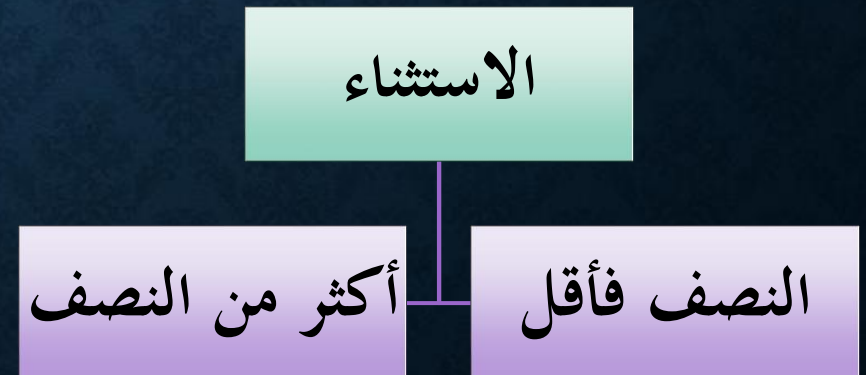 الاستثناء
النصف فأقل
أكثر من النصف